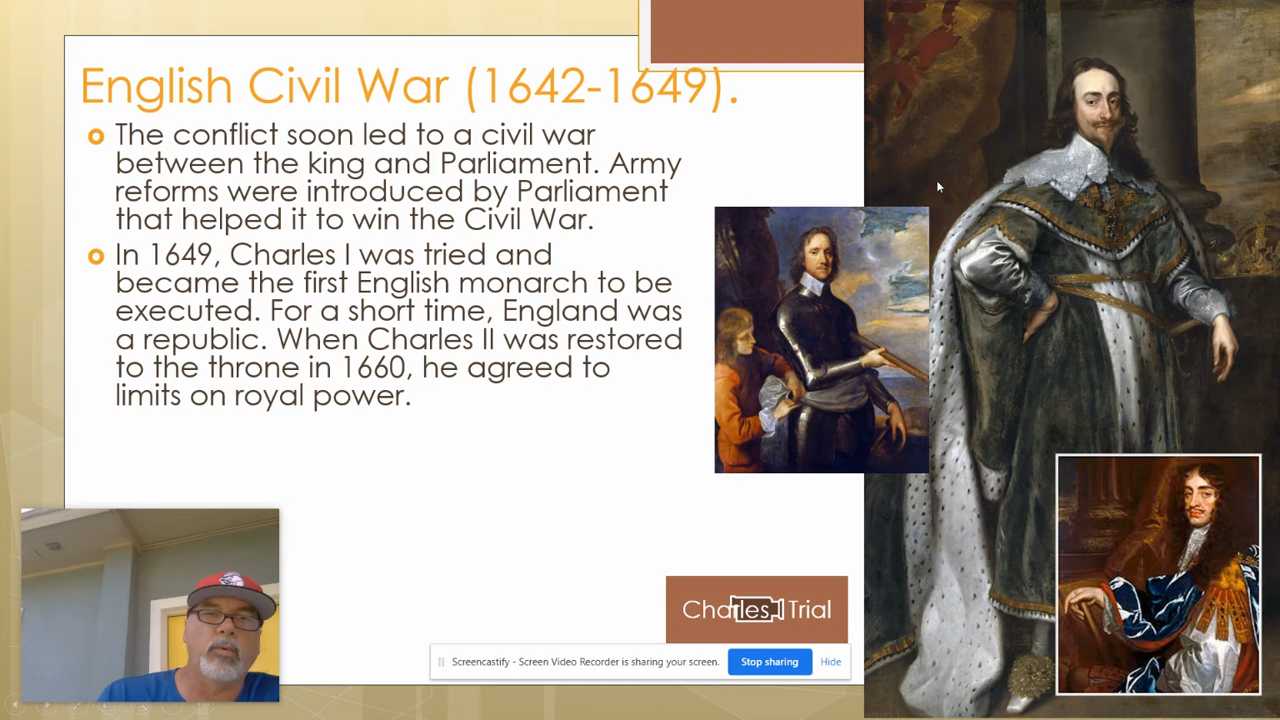 English Civil War (1642-1649).
The conflict soon led to a civil war
between the king and Parliament. Army
reforms were introduced by Parliament
that helped it to win the Civil War.
In 1649, Charles I was tried and
became the first English monarch to be
executed. For a short time, England was
a republic. When Charles II was restored
to the throne in 1660, he agreed to
limits on royal power.
Charles I Trial
Screencastify - Screen Video Recorder is sharing your screen.
Stop sharing
Hide